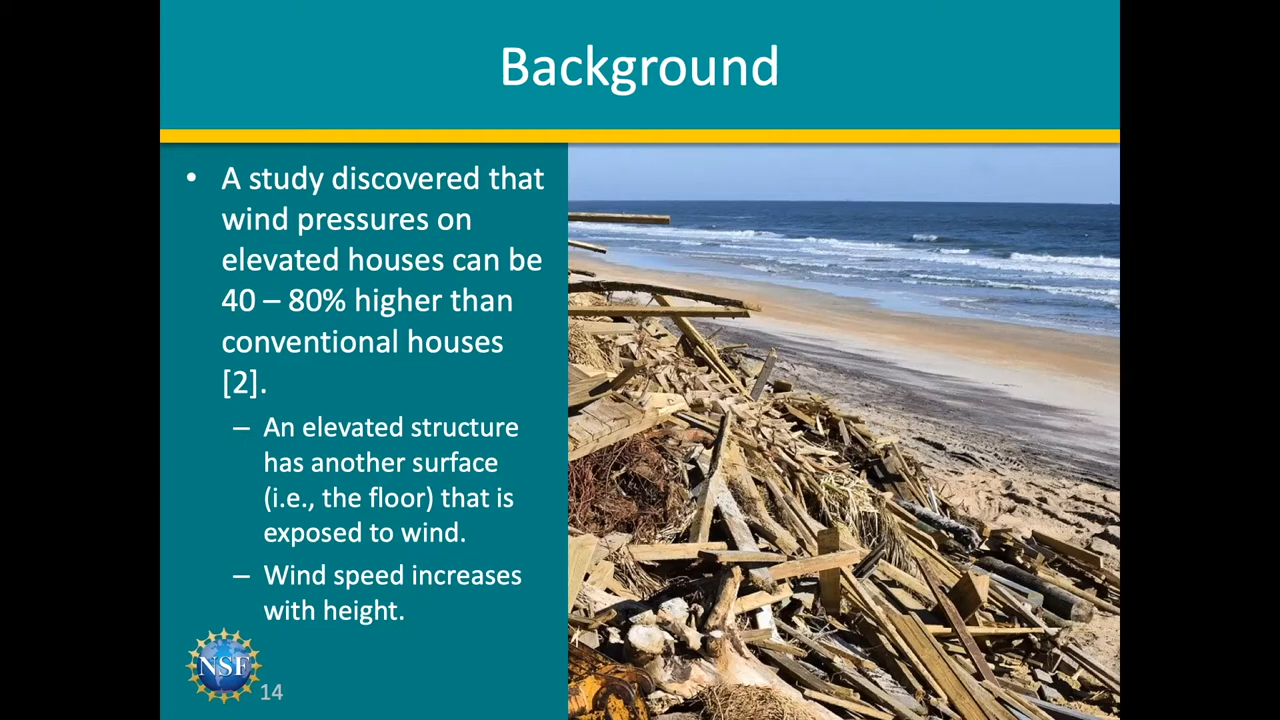 Background
• A study discovered that
wind pressures on
elevated houses can be
40 – 80% higher than
conventional houses
[2].
– An elevated structure
has another surface
(i.e., the floor) that is
exposed to wind.
– Wind speed increases
with height.
NSF
14